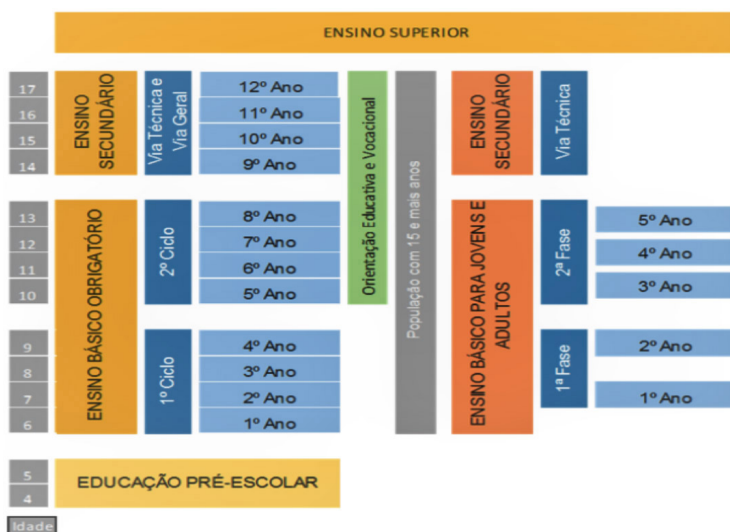 ENSINO SUPERIOR
17
16
15
14
ENSINO
SECUNDÁRIO
Via Técnica e
Via Geral
12º Ano
11º Ano
10º Ano
9º Ano
13
12
11
10
9
8
7
6
ENSINO BÁSICO OBRIGATÓRIO
2º Ciclo
8º Ano
7º Ano
6º Ano
5º Ano
1º Ciclo
4º Ano
3º Ano
2º Ano
1º Ano
Orientação Educativa e Vocacional
População com 15 e mais anos
ENSINO
SECUNDÁRIO
Via Técnica
ENSINO BÁSICO PARA JOVENS E
ADULTOS
2ª Fase
5º Ano
4º Ano
3º Ano
1ª Fase
2º Ano
1º Ano
5
4
EDUCAÇÃO PRÉ-ESCOLAR
Idade